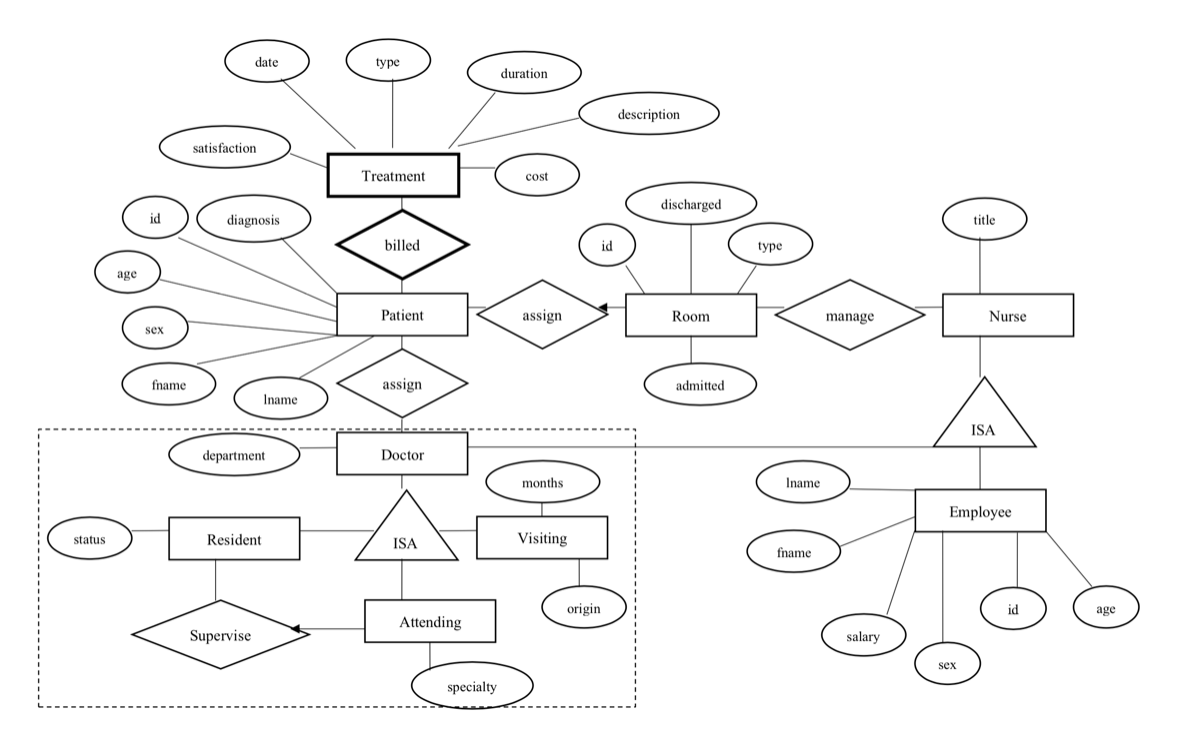 date
type
duration
description
satisfaction
Treatment
cost
id
diagnosis
billed
discharged
title
id
type
age
Patient
assign
Room
manage
Nurse
sex
fname
lname
assign
admitted
ISA
department
Doctor
months
lname
Employee
status
Resident
ISA
Visiting
fname
origin
id
age
Attending
Supervise
salary
sex
specialty